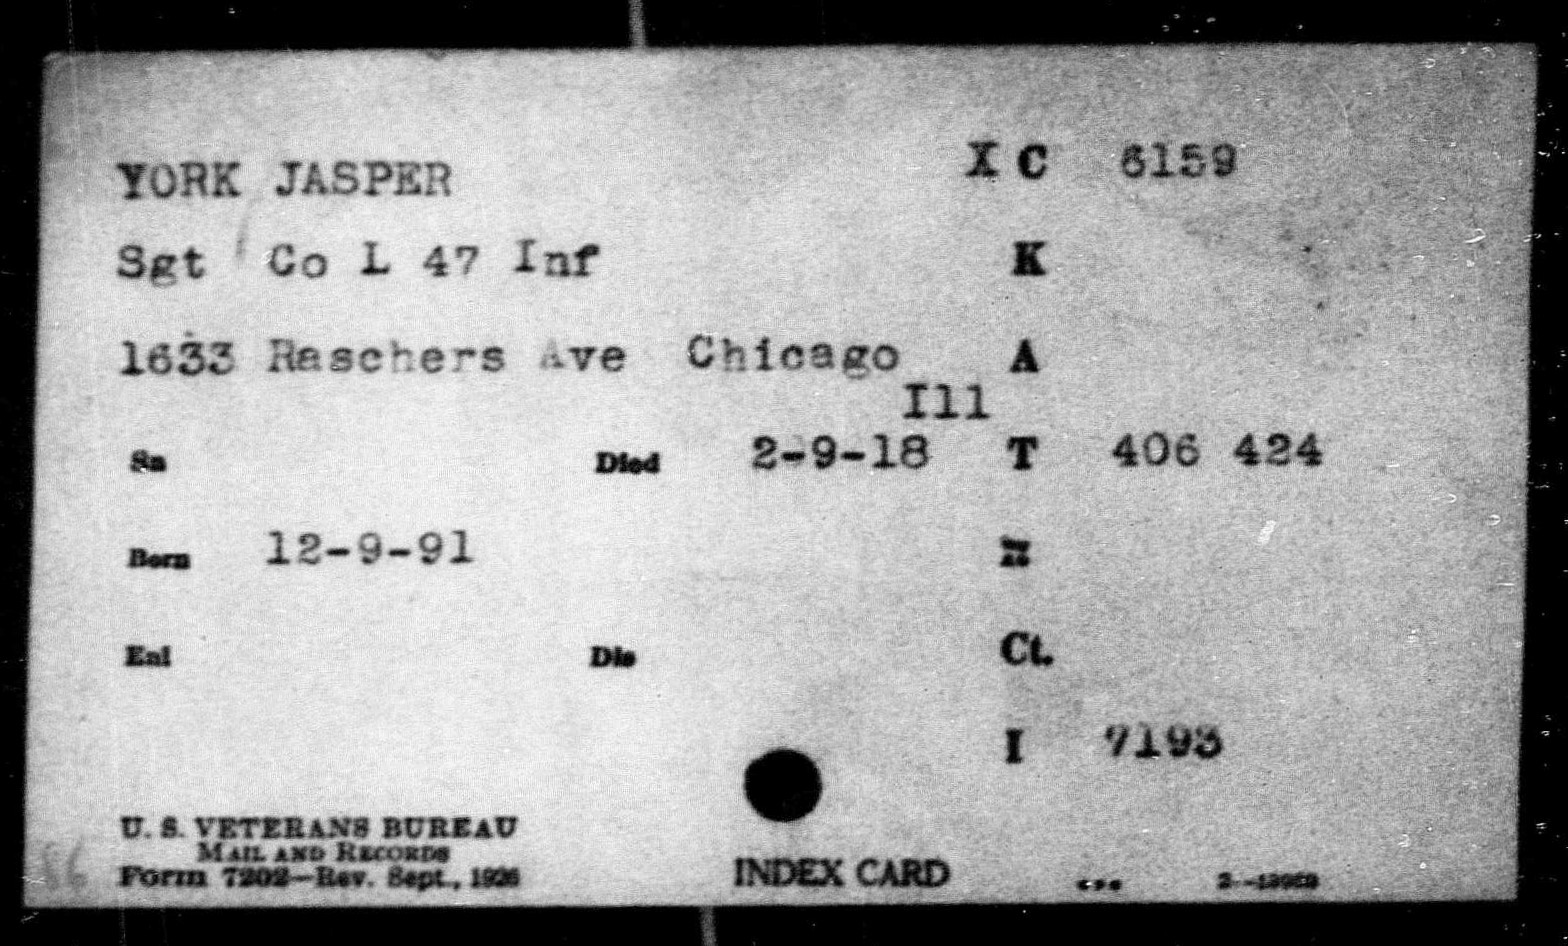 YORK JASPER X C 6159
Sgt Co L 47 Inf K
1633 Raschers Ave Chicago A
Ill
Sn Died 2-9-18 T 406 424
Born 12-9-91
Enl Dis Ct.
I 7193
U. S. VETERANS BUREAU
MAIL AND RECORDS
Form 7202—Rev. Sept., 1926
INDEX CARD